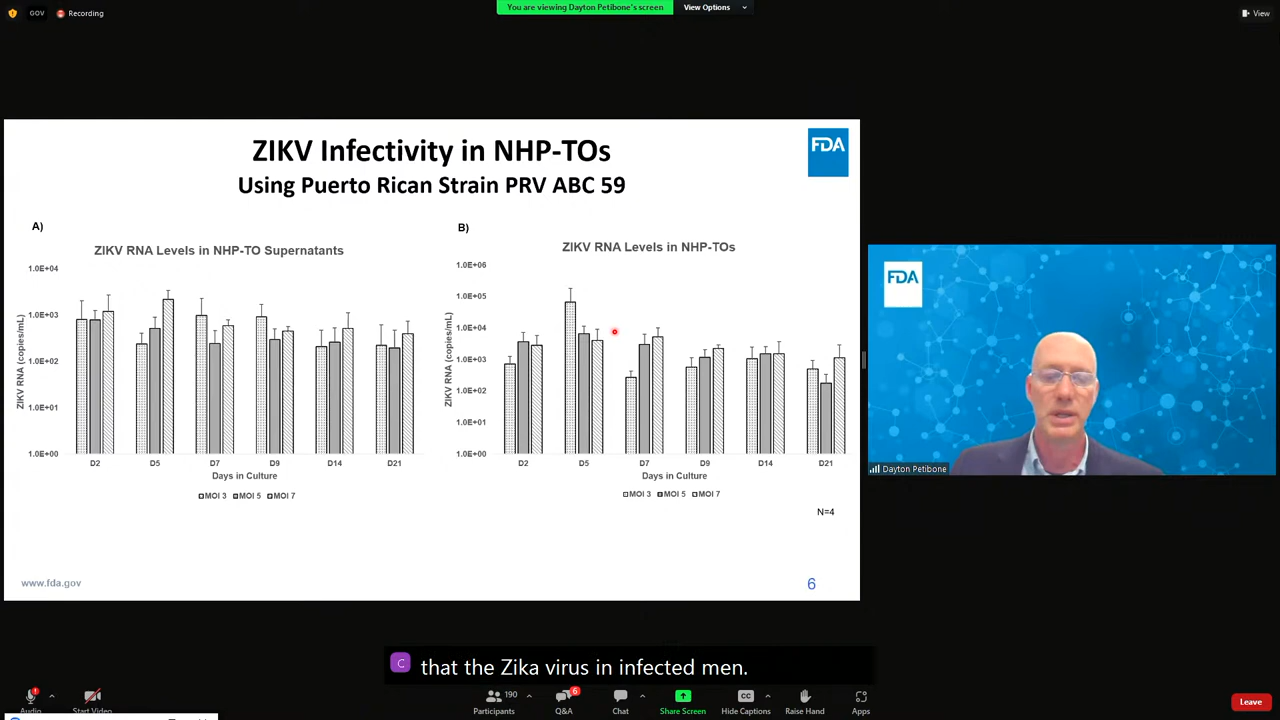 GOV
Recording
You are viewing Dayton Petibone's screen
View Options
View
ZIKV Infectivity in NHP-TOs
Using Puerto Rican Strain PRV ABC 59
FDA
A)
ZIKV RNA Levels in NHP-TO Supernatants
ZIKV RNA (copies/mL)
1.0E+04
1.0E+03
1.0E+02
1.0E+01
1.0E+00
D2 D5 D7 D9 D14 D21
Days in Culture
MOI 3 MOI 5 MOI 7
B)
ZIKV RNA Levels in NHP-TOs
ZIKV RNA (copies/mL)
1.0E+06
1.0E+05
1.0E+04
1.0E+03
1.0E+02
1.0E+01
1.0E+00
D2 D5 D7 D9 D14 D21
Days in Culture
MOI 3 MOI 5 MOI 7
N=4
www.fda.gov
6
FDA
Dayton Petibone
C
that the Zika virus in infected men.
Audio
Start Video
190
Participants
6
Q&A
Chat
Share Screen
CC
Hide Captions
Raise Hand
Apps
Leave